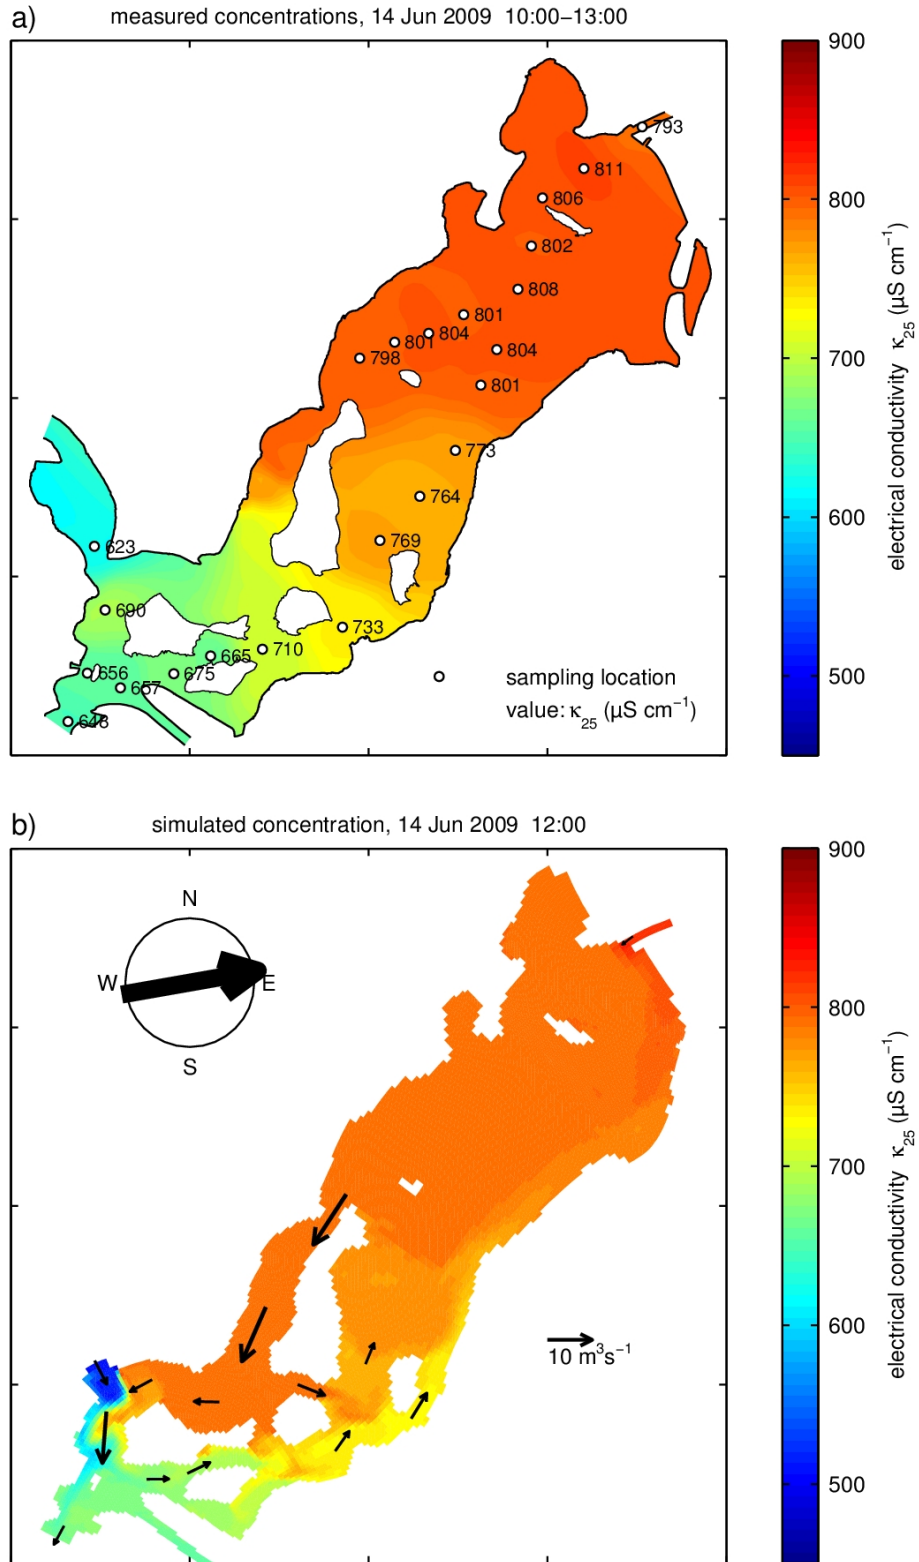 a)
measured concentrations, 14 Jun 2009 10:00−13:00
793
811
806
802
808
801
804
801
798
804
801
773
764
769
623
690
733
710
665
675
656
657
648
sampling location
value: κ25 (µS cm−1)
900
800
700
600
500
electrical conductivity κ25 (µS cm−1)
b)
simulated concentration, 14 Jun 2009 12:00
N
W
E
S
10 m3s−1
900
800
700
600
500
electrical conductivity κ25 (µS cm−1)